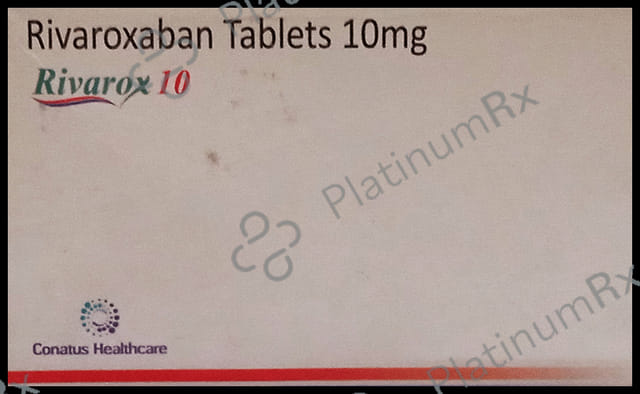 Rivaroxaban Tablets 10mg
Rivarox 10
PlatinumRx
Conatus Healthcare
PlatinumRx